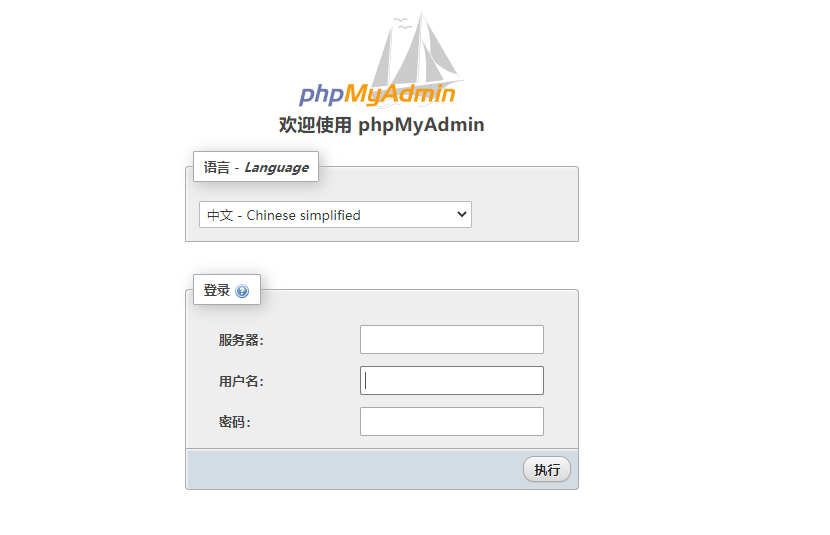 phpMyAdmin
欢迎使用 phpMyAdmin
语言 - Language
中文 - Chinese simplified
登录
服务器：
用户名：
密码：
执行